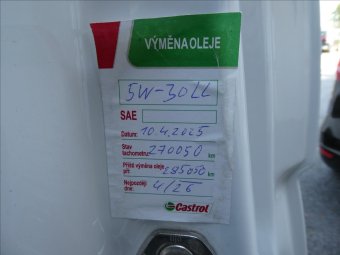 VÝMĚNA OLEJE
5W-30LL
SAE
Datum: 10.4.2025
Stav
tachometru: 270050 km
Příští výměna oleje
při: 285050 km
Nejpozději
dne: 4/26
Castrol